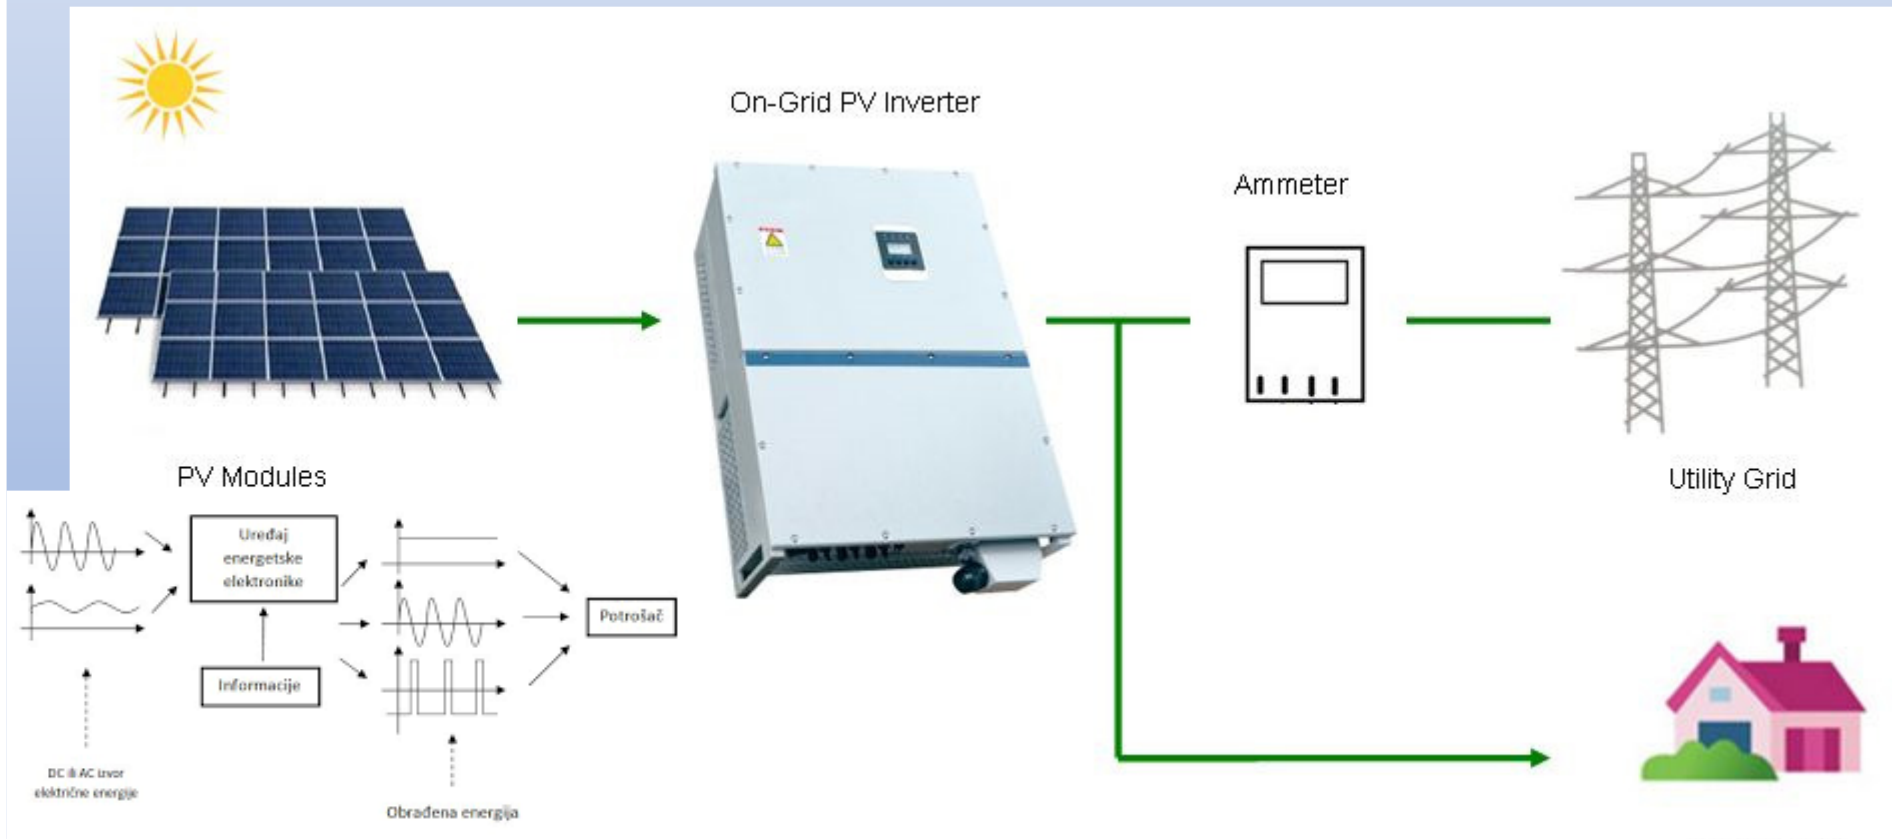 On-Grid PV Inverter
Ammeter
PV Modules
Utility Grid
Uređaj
energetske
elektronike
Potrošač
Informacije
DC ili AC izvor
električne energije
Obrađena energija